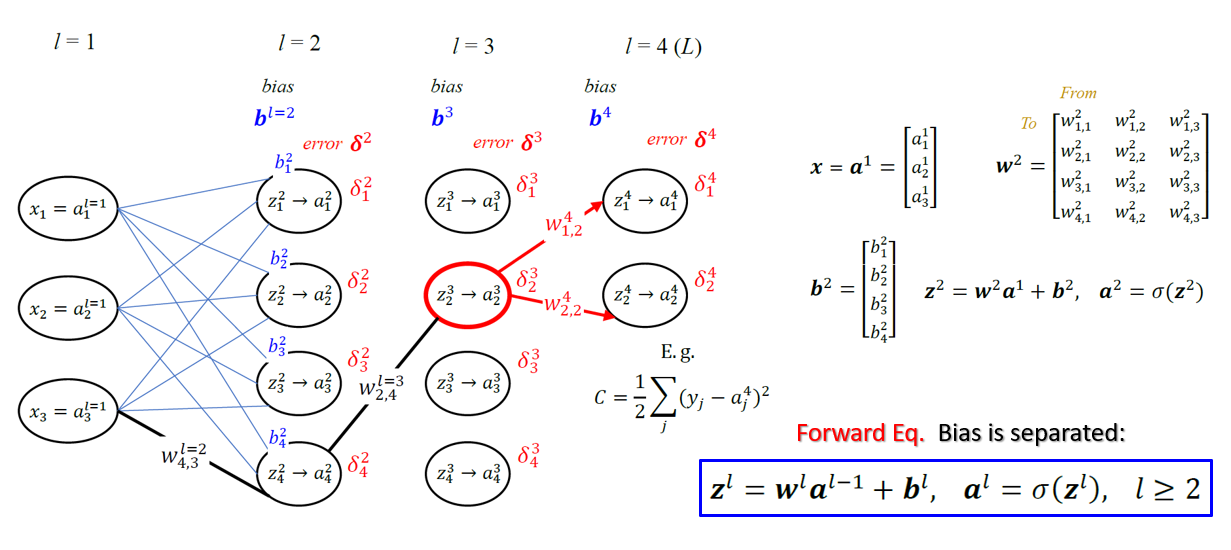 l = 1
l = 2
l = 3
l = 4 (L)
bias
bias
bias
b^{l=2}
b^3
b^4
error δ^2
error δ^3
error δ^4
b_1^2
x_1 = a_1^{l=1}
z_1^2 → a_1^2
δ_1^2
z_1^3 → a_1^3
δ_1^3
z_1^4 → a_1^4
δ_1^4
w_{1,2}^4
b_2^2
x_2 = a_2^{l=1}
z_2^2 → a_2^2
δ_2^2
z_2^3 → a_2^3
δ_2^3
w_{2,2}^4
z_2^4 → a_2^4
δ_2^4
b_3^2
x_3 = a_3^{l=1}
z_3^2 → a_3^2
δ_3^2
w_{2,4}^{l=3}
z_3^3 → a_3^3
δ_3^3
w_{4,3}^{l=2}
b_4^2
z_4^2 → a_4^2
δ_4^2
z_4^3 → a_4^3
δ_4^3
E. g.
C = \frac{1}{2} \sum_j (y_j − a_j^4)^2
x = a^1 = [a_1^1
a_2^1
a_3^1]
From
To
w^2 = [w_{1,1}^2 w_{1,2}^2 w_{1,3}^2
w_{2,1}^2 w_{2,2}^2 w_{2,3}^2
w_{3,1}^2 w_{3,2}^2 w_{3,3}^2
w_{4,1}^2 w_{4,2}^2 w_{4,3}^2]
b^2 = [b_1^2
b_2^2
b_3^2
b_4^2]
z^2 = w^2 a^1 + b^2, a^2 = σ(z^2)
Forward Eq. Bias is separated:
z^l = w^l a^{l−1} + b^l, a^l = σ(z^l), l ≥ 2